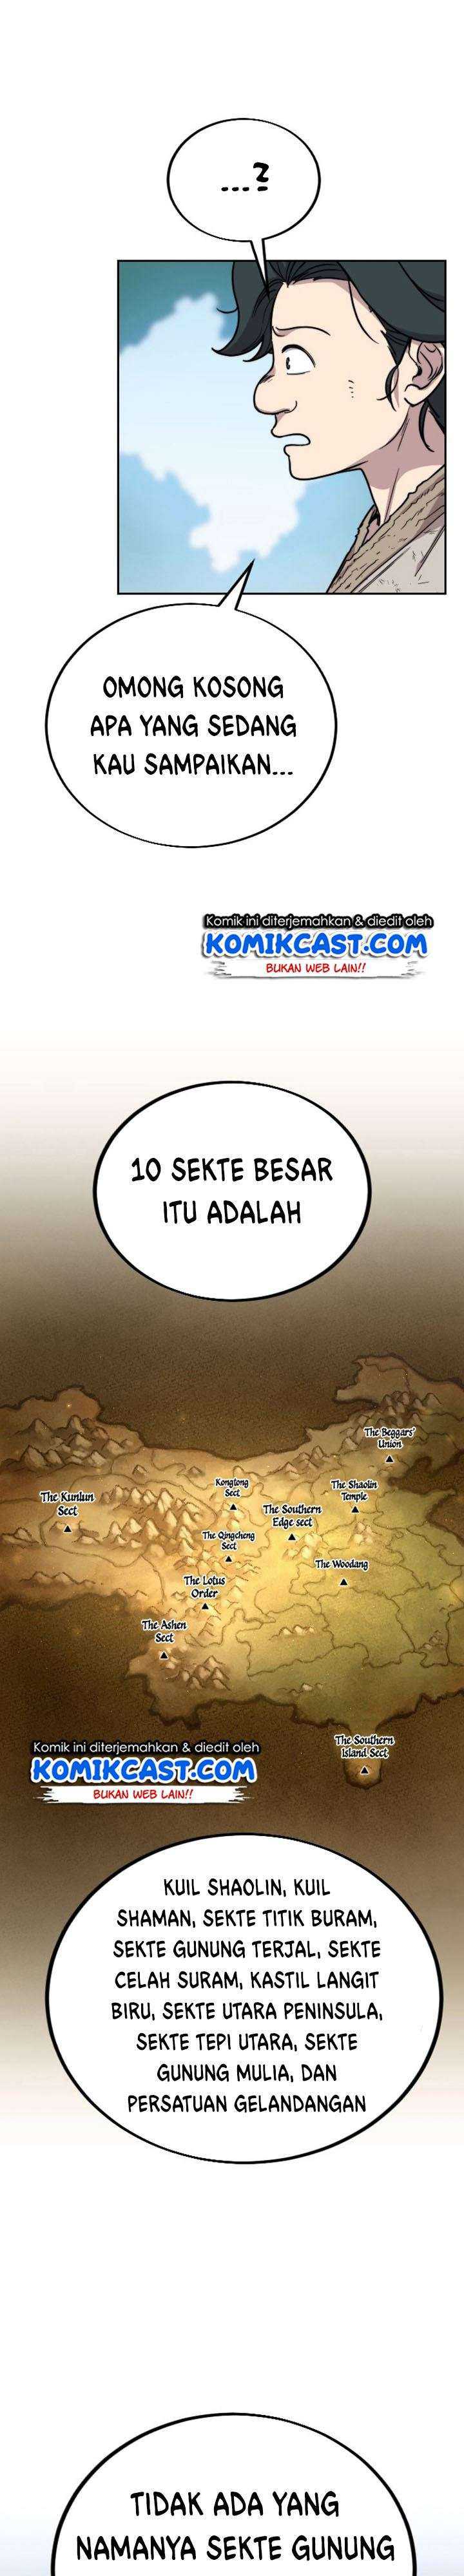 ...?
OMONG KOSONG
APA YANG SEDANG
KAU SAMPAIKAN...
Komik ini diterjemahkan & diedit oleh
KOMIKCAST.COM
BUKAN WEB LAIN!!
10 SEKTE BESAR
ITU ADALAH
The Beggars'
Union
The Kunlun
Sect
Kongtong
Sect
The Shaolin
Temple
The Southern
Edge sect
The Qingcheng
Sect
The Woodang
The Lotus
Order
The Ashen
Sect
The Southern
Island Sect
Komik ini diterjemahkan & diedit oleh
KOMIKCAST.COM
BUKAN WEB LAIN!!
KUIL SHAOLIN, KUIL
SHAMAN, SEKTE TITIK BURAM,
SEKTE GUNUNG TERJAL, SEKTE
CELAH SURAM, KASTIL LANGIT
BIRU, SEKTE UTARA PENINSULA,
SEKTE TEPI UTARA, SEKTE
GUNUNG MULIA, DAN
PERSATUAN GELANDANGAN
TIDAK ADA YANG
NAMANYA SEKTE GUNUNG